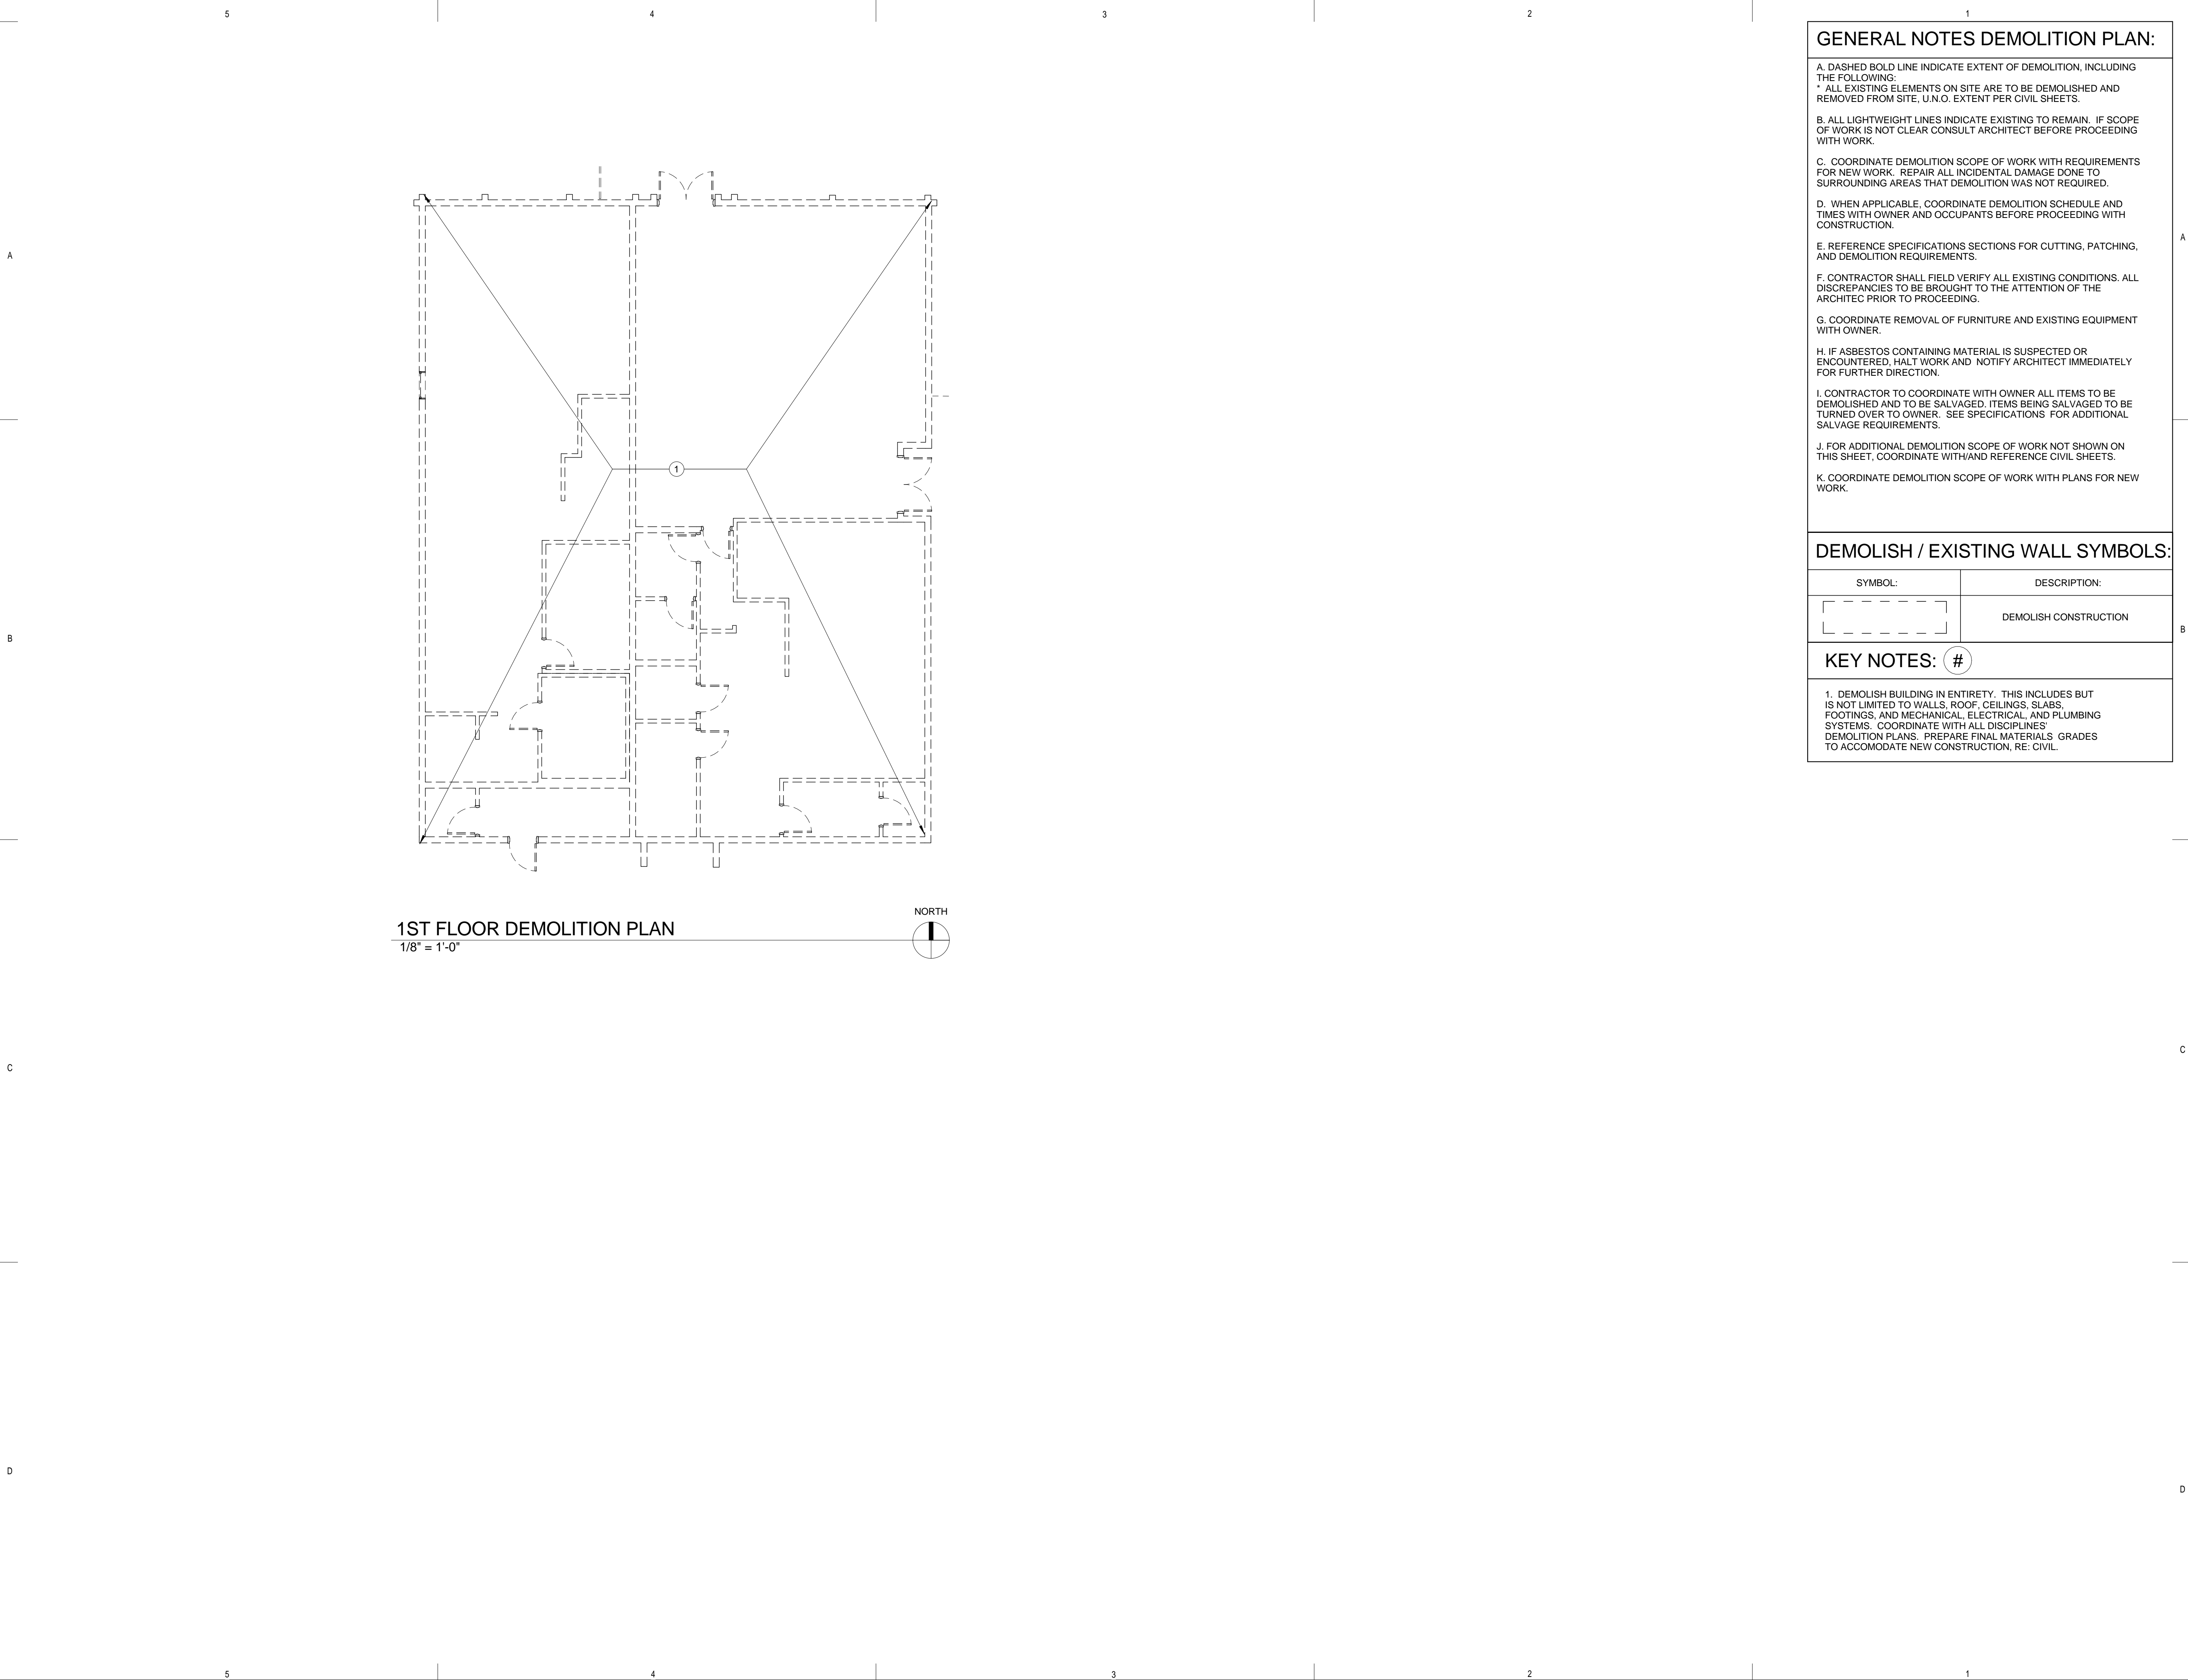 5 4 3 2 1
GENERAL NOTES DEMOLITION PLAN:
A. DASHED BOLD LINE INDICATE EXTENT OF DEMOLITION, INCLUDING
THE FOLLOWING:
* ALL EXISTING ELEMENTS ON SITE ARE TO BE DEMOLISHED AND
REMOVED FROM SITE, U.N.O. EXTENT PER CIVIL SHEETS.
B. ALL LIGHTWEIGHT LINES INDICATE EXISTING TO REMAIN. IF SCOPE
OF WORK IS NOT CLEAR CONSULT ARCHITECT BEFORE PROCEEDING
WITH WORK.
C. COORDINATE DEMOLITION SCOPE OF WORK WITH REQUIREMENTS
FOR NEW WORK. REPAIR ALL INCIDENTAL DAMAGE DONE TO
SURROUNDING AREAS THAT DEMOLITION WAS NOT REQUIRED.
D. WHEN APPLICABLE, COORDINATE DEMOLITION SCHEDULE AND
TIMES WITH OWNER AND OCCUPANTS BEFORE PROCEEDING WITH
CONSTRUCTION.
E. REFERENCE SPECIFICATIONS SECTIONS FOR CUTTING, PATCHING,
AND DEMOLITION REQUIREMENTS.
F. CONTRACTOR SHALL FIELD VERIFY ALL EXISTING CONDITIONS. ALL
DISCREPANCIES TO BE BROUGHT TO THE ATTENTION OF THE
ARCHITEC PRIOR TO PROCEEDING.
G. COORDINATE REMOVAL OF FURNITURE AND EXISTING EQUIPMENT
WITH OWNER.
H. IF ASBESTOS CONTAINING MATERIAL IS SUSPECTED OR
ENCOUNTERED, HALT WORK AND NOTIFY ARCHITECT IMMEDIATELY
FOR FURTHER DIRECTION.
I. CONTRACTOR TO COORDINATE WITH OWNER ALL ITEMS TO BE
DEMOLISHED AND TO BE SALVAGED. ITEMS BEING SALVAGED TO BE
TURNED OVER TO OWNER. SEE SPECIFICATIONS FOR ADDITIONAL
SALVAGE REQUIREMENTS.
J. FOR ADDITIONAL DEMOLITION SCOPE OF WORK NOT SHOWN ON
THIS SHEET, COORDINATE WITH/AND REFERENCE CIVIL SHEETS.
K. COORDINATE DEMOLITION SCOPE OF WORK WITH PLANS FOR NEW
WORK.
DEMOLISH / EXISTING WALL SYMBOLS:
SYMBOL: DESCRIPTION:
DEMOLISH CONSTRUCTION
KEY NOTES: #
1. DEMOLISH BUILDING IN ENTIRETY. THIS INCLUDES BUT
IS NOT LIMITED TO WALLS, ROOF, CEILINGS, SLABS,
FOOTINGS, AND MECHANICAL, ELECTRICAL, AND PLUMBING
SYSTEMS. COORDINATE WITH ALL DISCIPLINES'
DEMOLITION PLANS. PREPARE FINAL MATERIALS GRADES
TO ACCOMODATE NEW CONSTRUCTION, RE: CIVIL.
A A
1
B B
NORTH
1ST FLOOR DEMOLITION PLAN
1/8" = 1'-0"
C C
D D
5 4 3 2 1